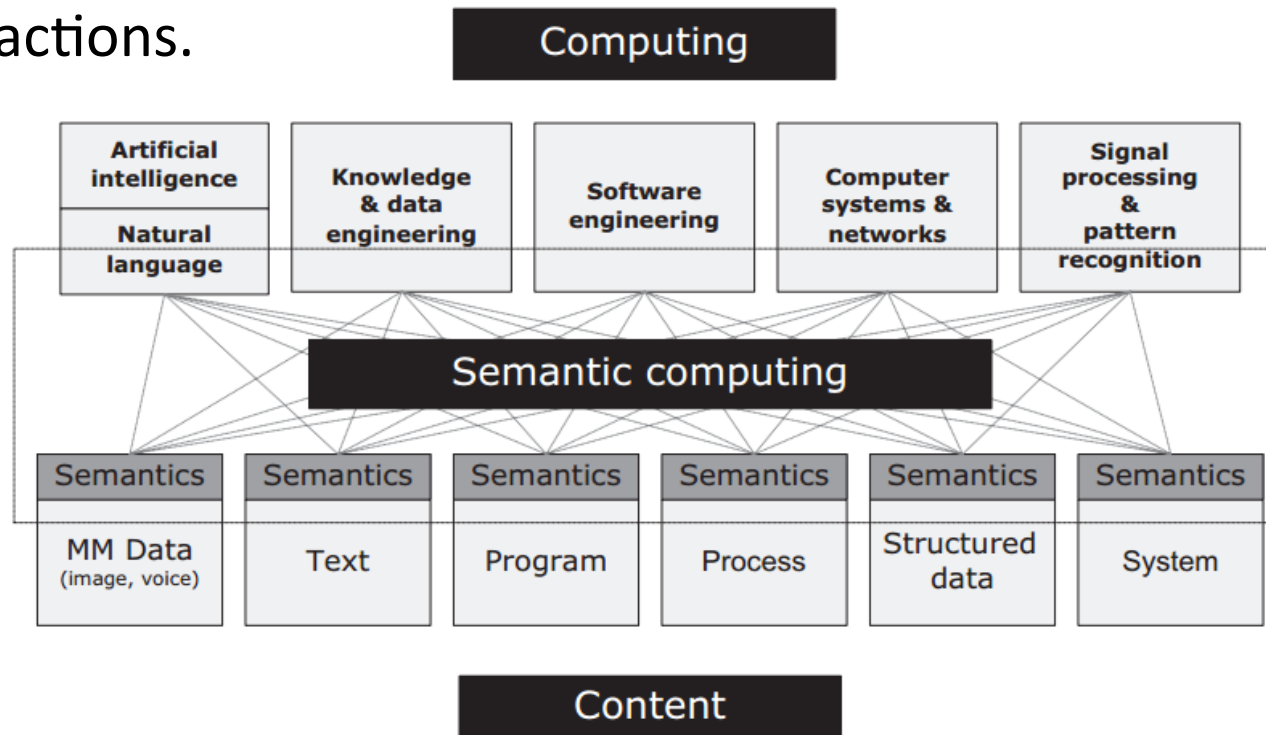 actions.
Computing
Artificial
intelligence
Natural
language
Knowledge
& data
engineering
Software
engineering
Computer
systems &
networks
Signal
processing
&
pattern
recognition
Semantic computing
Semantics
MM Data
(image, voice)
Semantics
Text
Semantics
Program
Semantics
Process
Semantics
Structured
data
Semantics
System
Content